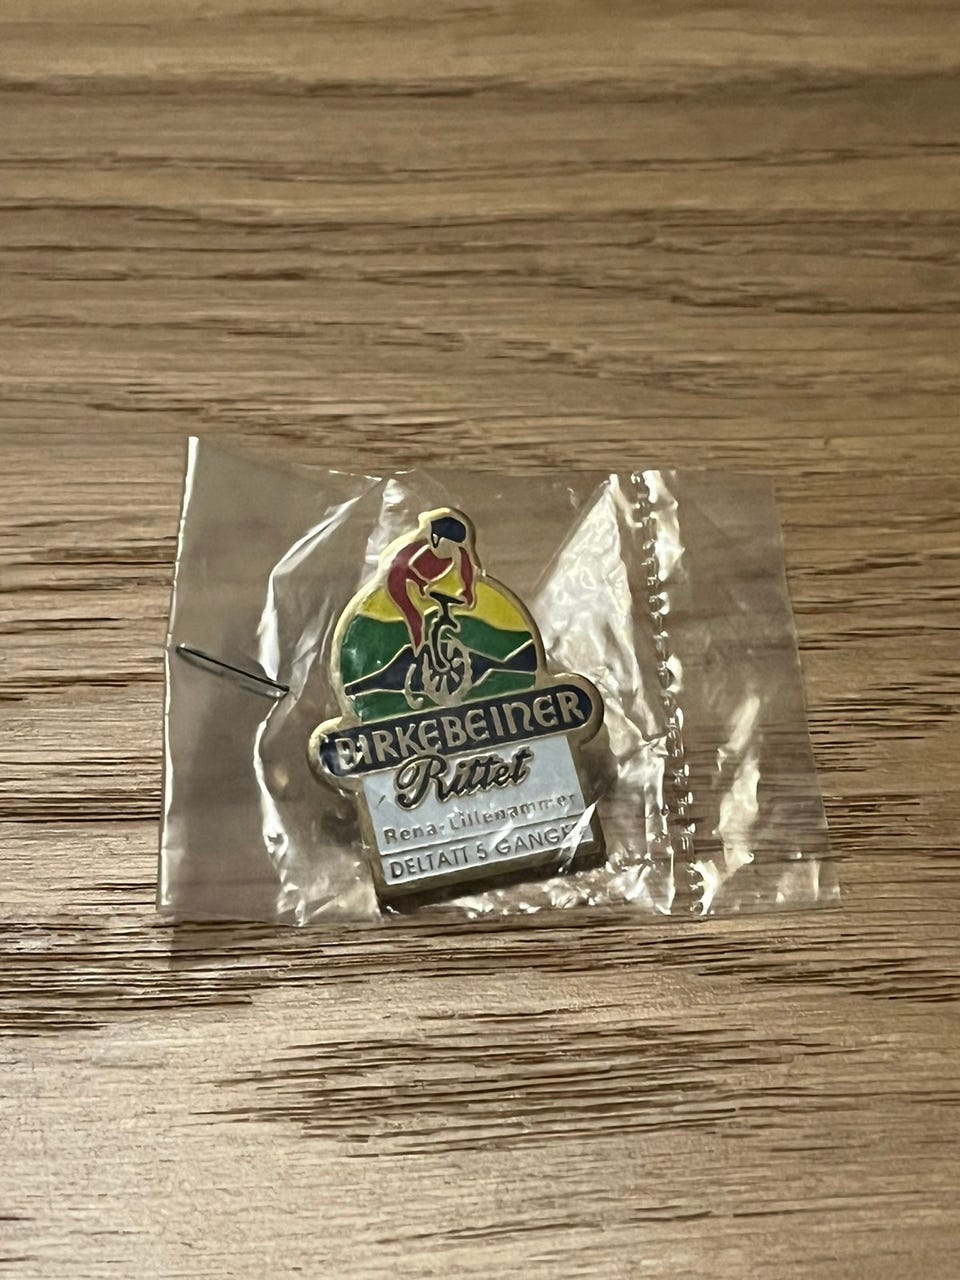 BIRKEBEINER
Rittet
Rena-Lillehammer
DELTATT 5 GANGER